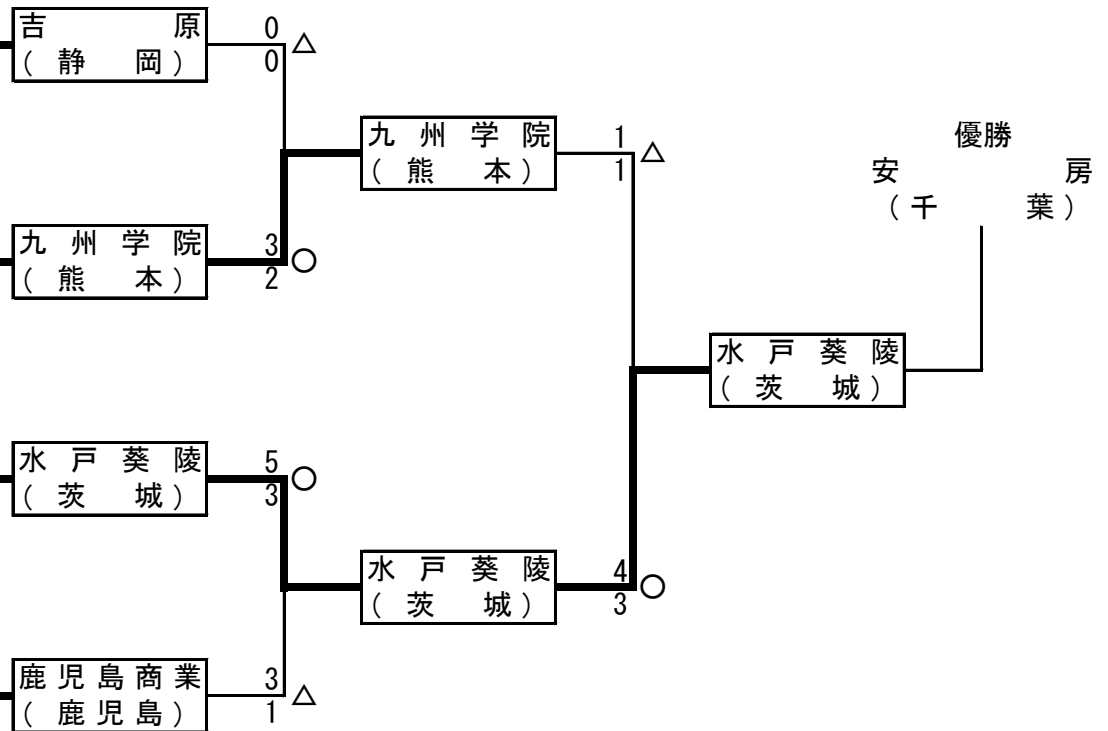 吉原
(静岡)
0
0
△
九州学院
(熊本)
3
2
○
九州学院
(熊本)
1
1
△
水戸葵陵
(茨城)
5
3
○
鹿児島商業
(鹿児島)
3
1
△
水戸葵陵
(茨城)
4
3
○
水戸葵陵
(茨城)
優勝
安房
(千葉)